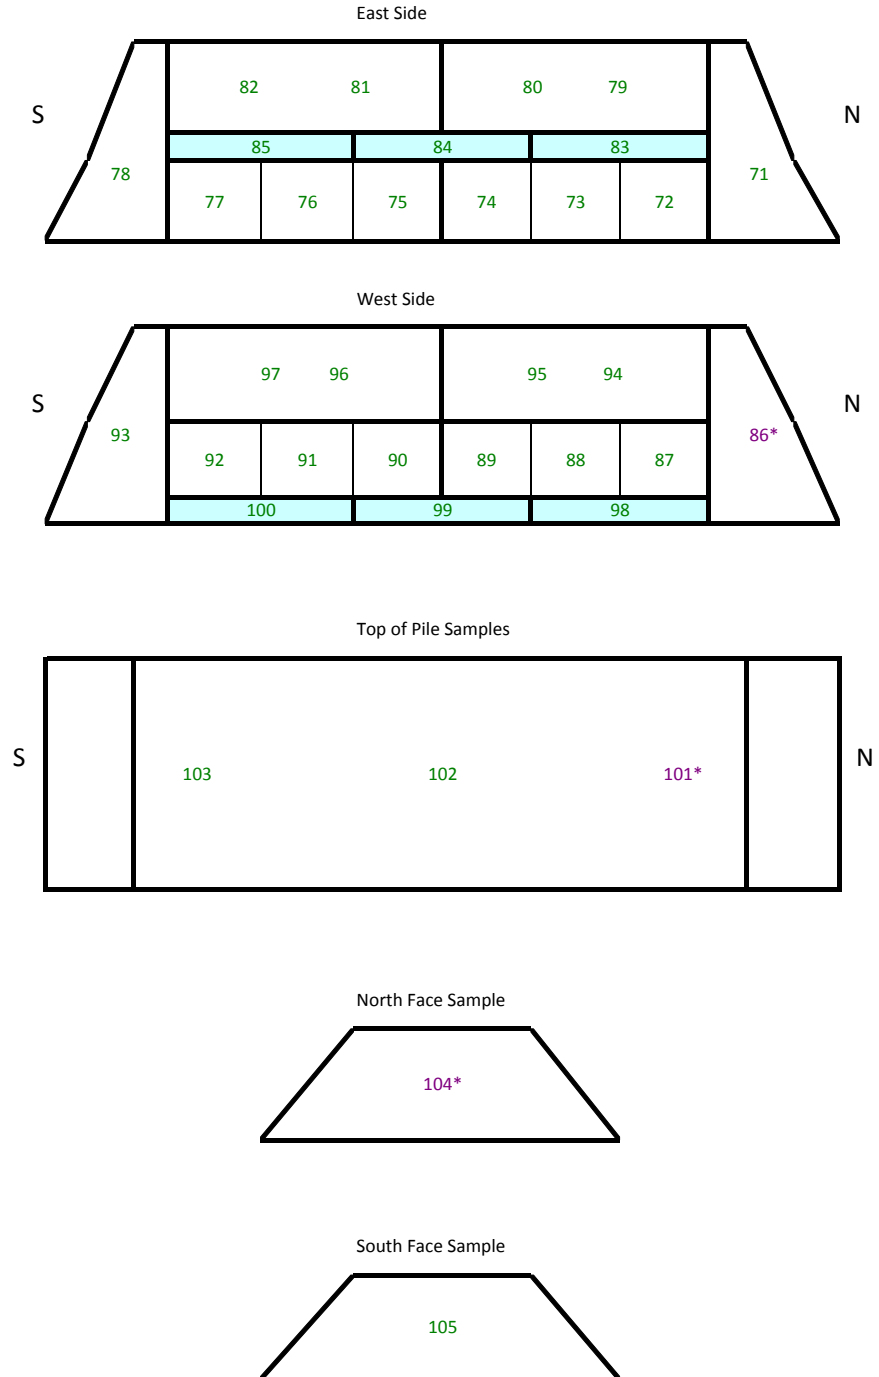 East Side
82 81 80 79
S N
85 84 83
78 71
77 76 75 74 73 72
West Side
97 96 95 94
S N
93 86*
92 91 90 89 88 87
100 99 98
Top of Pile Samples
S N
103 102 101*
North Face Sample
104*
South Face Sample
105